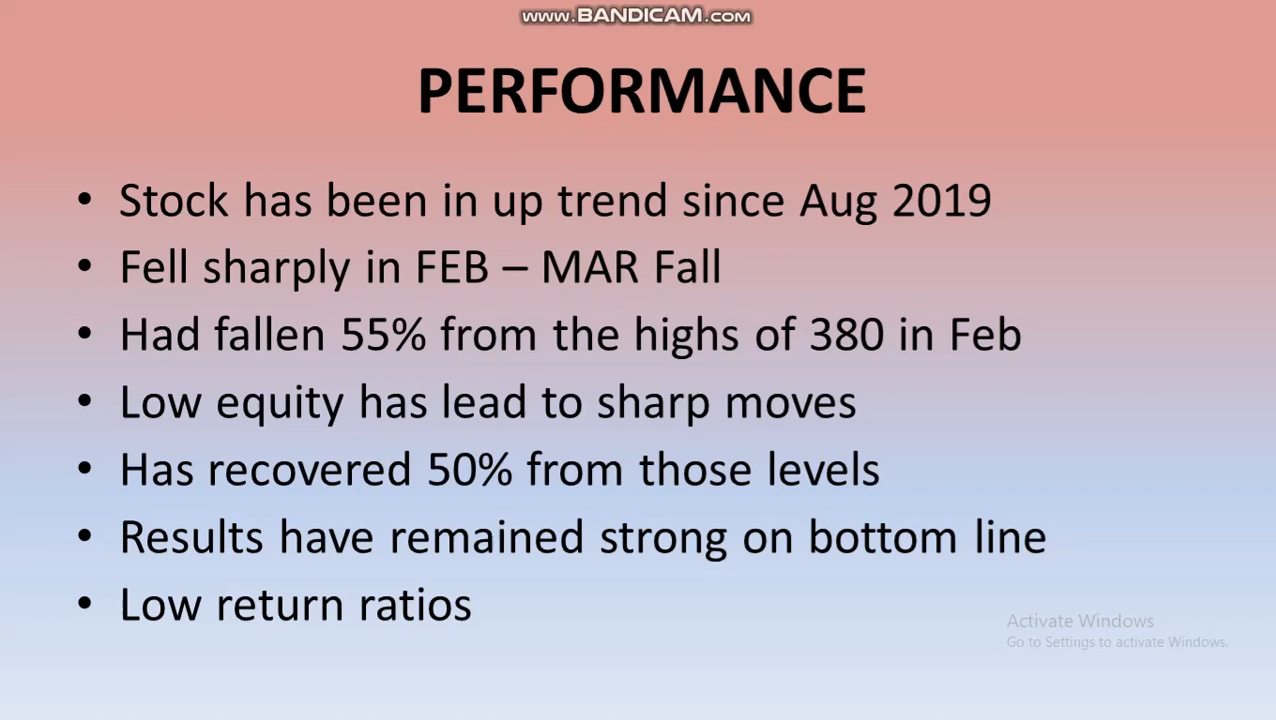 www.BANDICAM.com
PERFORMANCE
• Stock has been in up trend since Aug 2019
• Fell sharply in FEB – MAR Fall
• Had fallen 55% from the highs of 380 in Feb
• Low equity has lead to sharp moves
• Has recovered 50% from those levels
• Results have remained strong on bottom line
• Low return ratios
Activate Windows
Go to Settings to activate Windows.